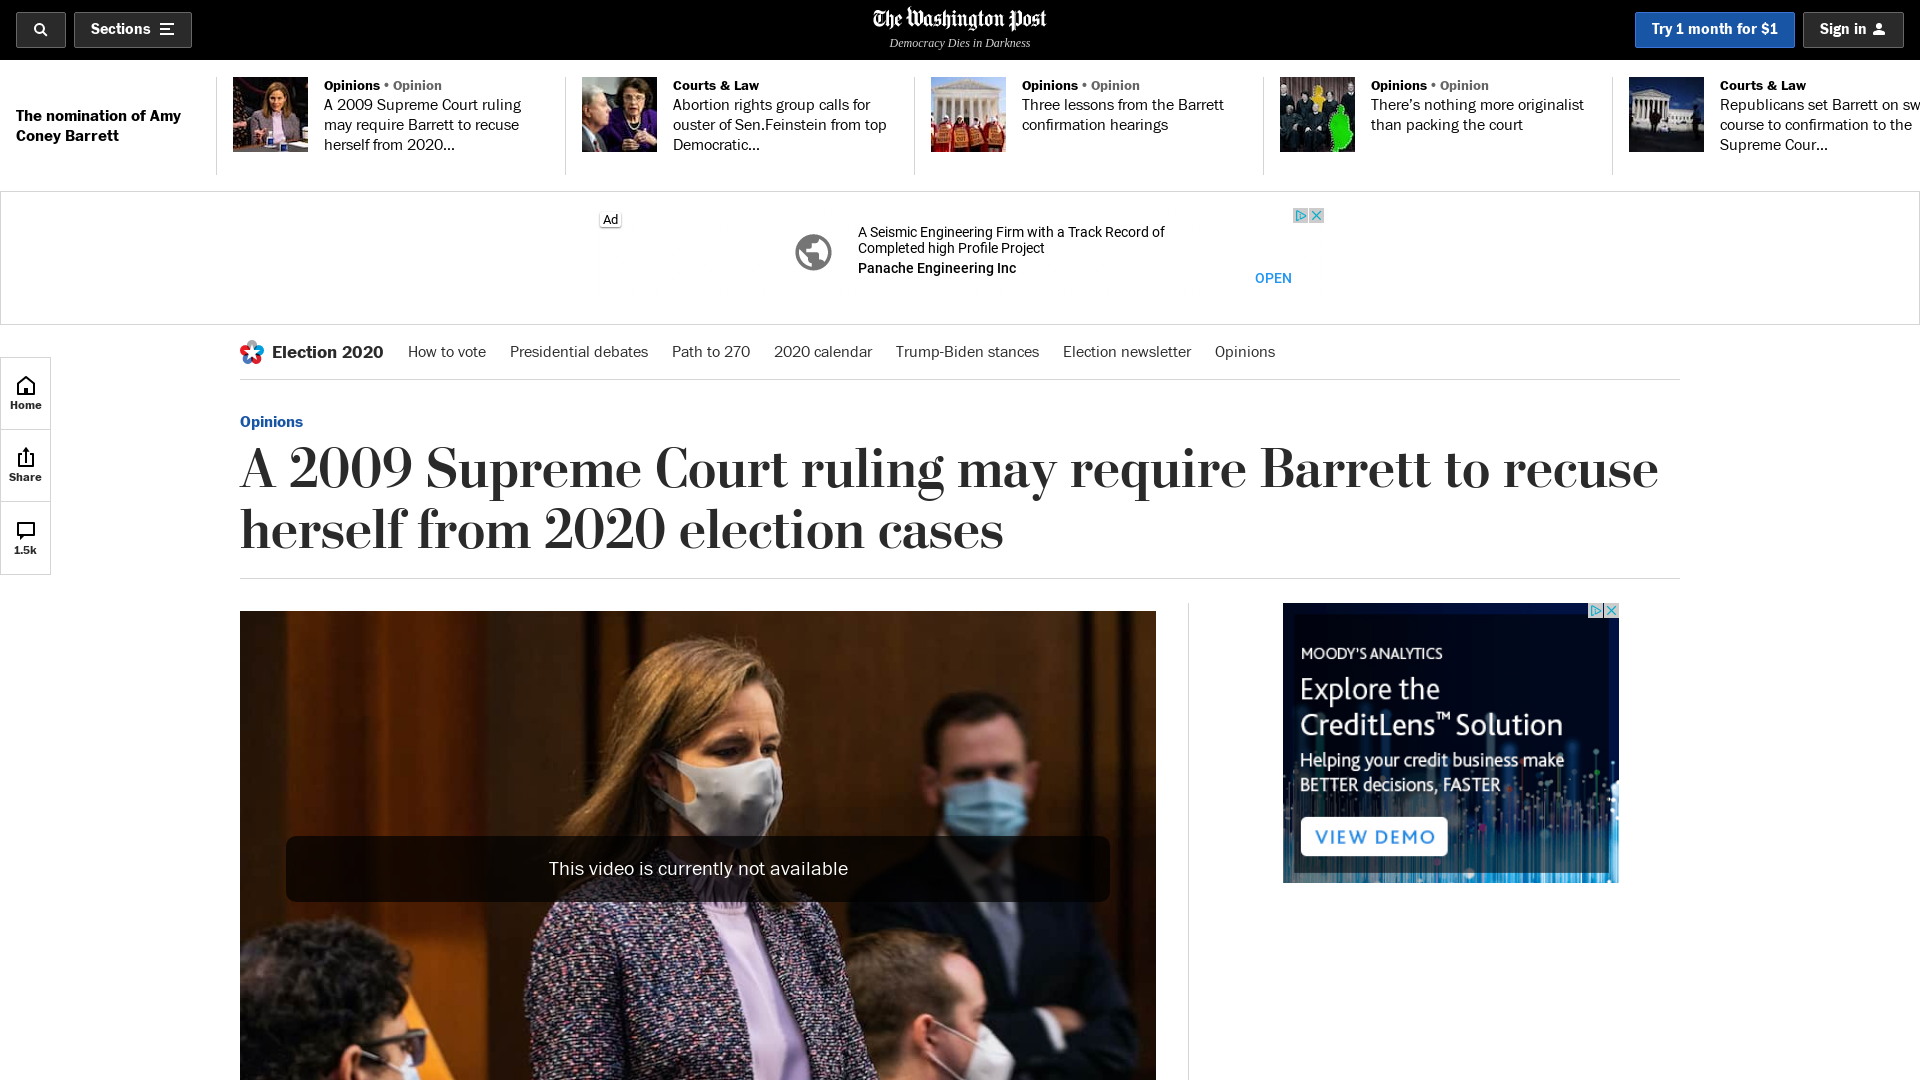 Sections
The Washington Post
Democracy Dies in Darkness
Try 1 month for $1
Sign in
The nomination of Amy
Coney Barrett
Opinions • Opinion
A 2009 Supreme Court ruling
may require Barrett to recuse
herself from 2020...
Courts & Law
Abortion rights group calls for
ouster of Sen.Feinstein from top
Democratic...
Opinions • Opinion
Three lessons from the Barrett
confirmation hearings
Opinions • Opinion
There’s nothing more originalist
than packing the court
Courts & Law
Republicans set Barrett on sw
course to confirmation to the
Supreme Cour...
Ad
A Seismic Engineering Firm with a Track Record of
Completed high Profile Project
Panache Engineering Inc
OPEN
Election 2020
How to vote
Presidential debates
Path to 270
2020 calendar
Trump-Biden stances
Election newsletter
Opinions
Home
Share
1.5k
Opinions
A 2009 Supreme Court ruling may require Barrett to recuse
herself from 2020 election cases
This video is currently not available
MOODY'S ANALYTICS
Explore the
CreditLens™ Solution
Helping your credit business make
BETTER decisions, FASTER
VIEW DEMO